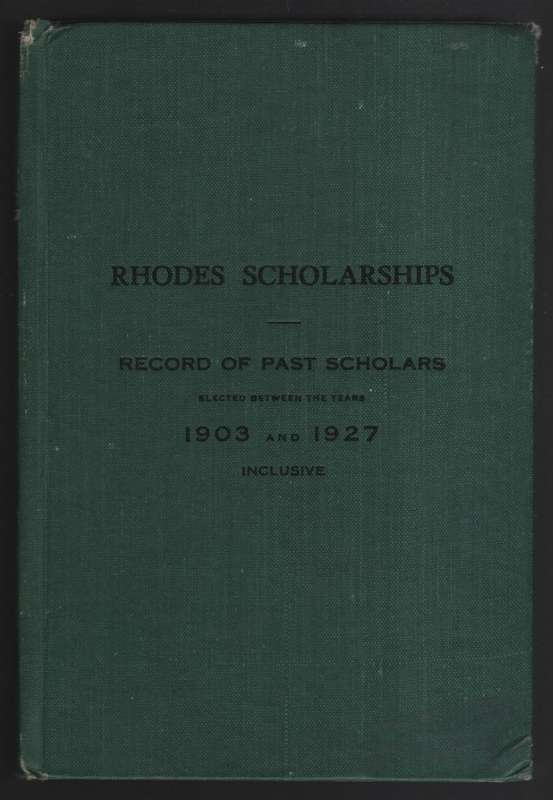 RHODES SCHOLARSHIPS
RECORD OF PAST SCHOLARS
ELECTED BETWEEN THE YEARS
1903 AND 1927
INCLUSIVE